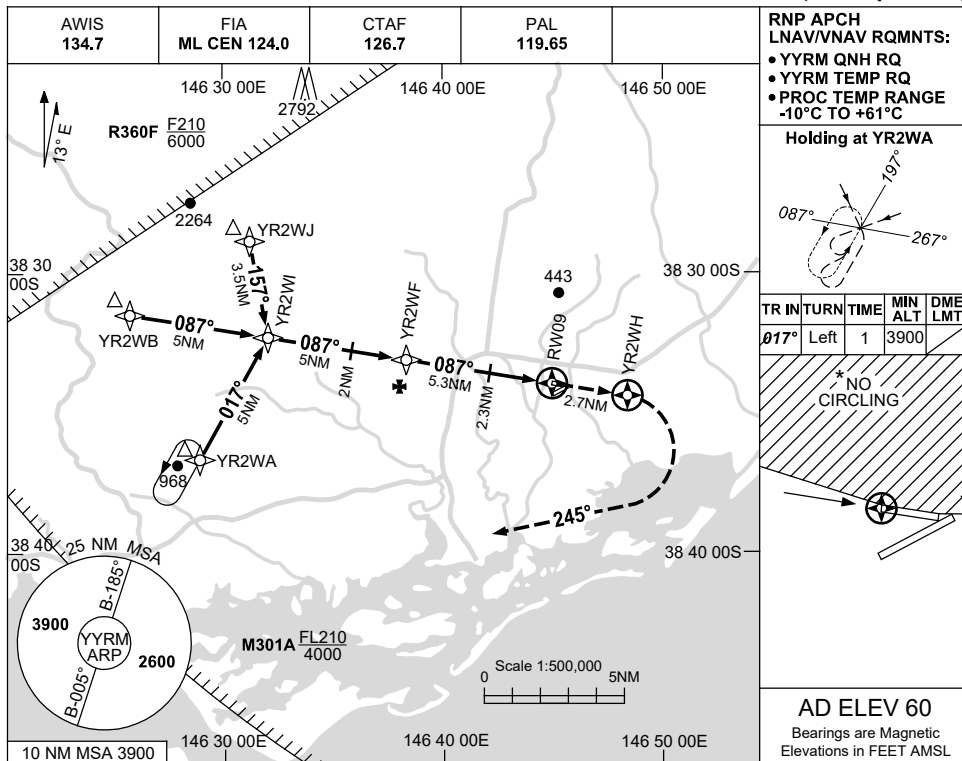 AWIS
134.7
FIA
ML CEN 124.0
CTAF
126.7
PAL
119.65
RNP APCH
LNAV/VNAV RQMNTS:
• YYRM QNH RQ
• YYRM TEMP RQ
• PROC TEMP RANGE
-10°C TO +61°C
146 30 00E
146 40 00E
146 50 00E
13° E
R360F F210
6000
2792
2264
YR2WJ
157°
3.5NM
YR2WI
38 30
00S
38 30 00S
YR2WB
087°
5NM
087°
5NM
2NM
YR2WF
087°
5.3NM
2.3NM
443
RW09
2.7NM
YR2WH
017°
5NM
YR2WA
968
245°
38 40
00S
38 40 00S
25 NM MSA
B-185°
3900
YYRM
ARP
2600
B-005°
M301A FL210
4000
Scale 1:500,000
0
5NM
10 NM MSA 3900
146 30 00E
146 40 00E
146 50 00E
Holding at YR2WA
197°
087°
267°
TR IN
TURN
TIME
MIN
ALT
DME
LMT
017°
Left
1
3900
*NO
CIRCLING
AD ELEV 60
Bearings are Magnetic
Elevations in FEET AMSL